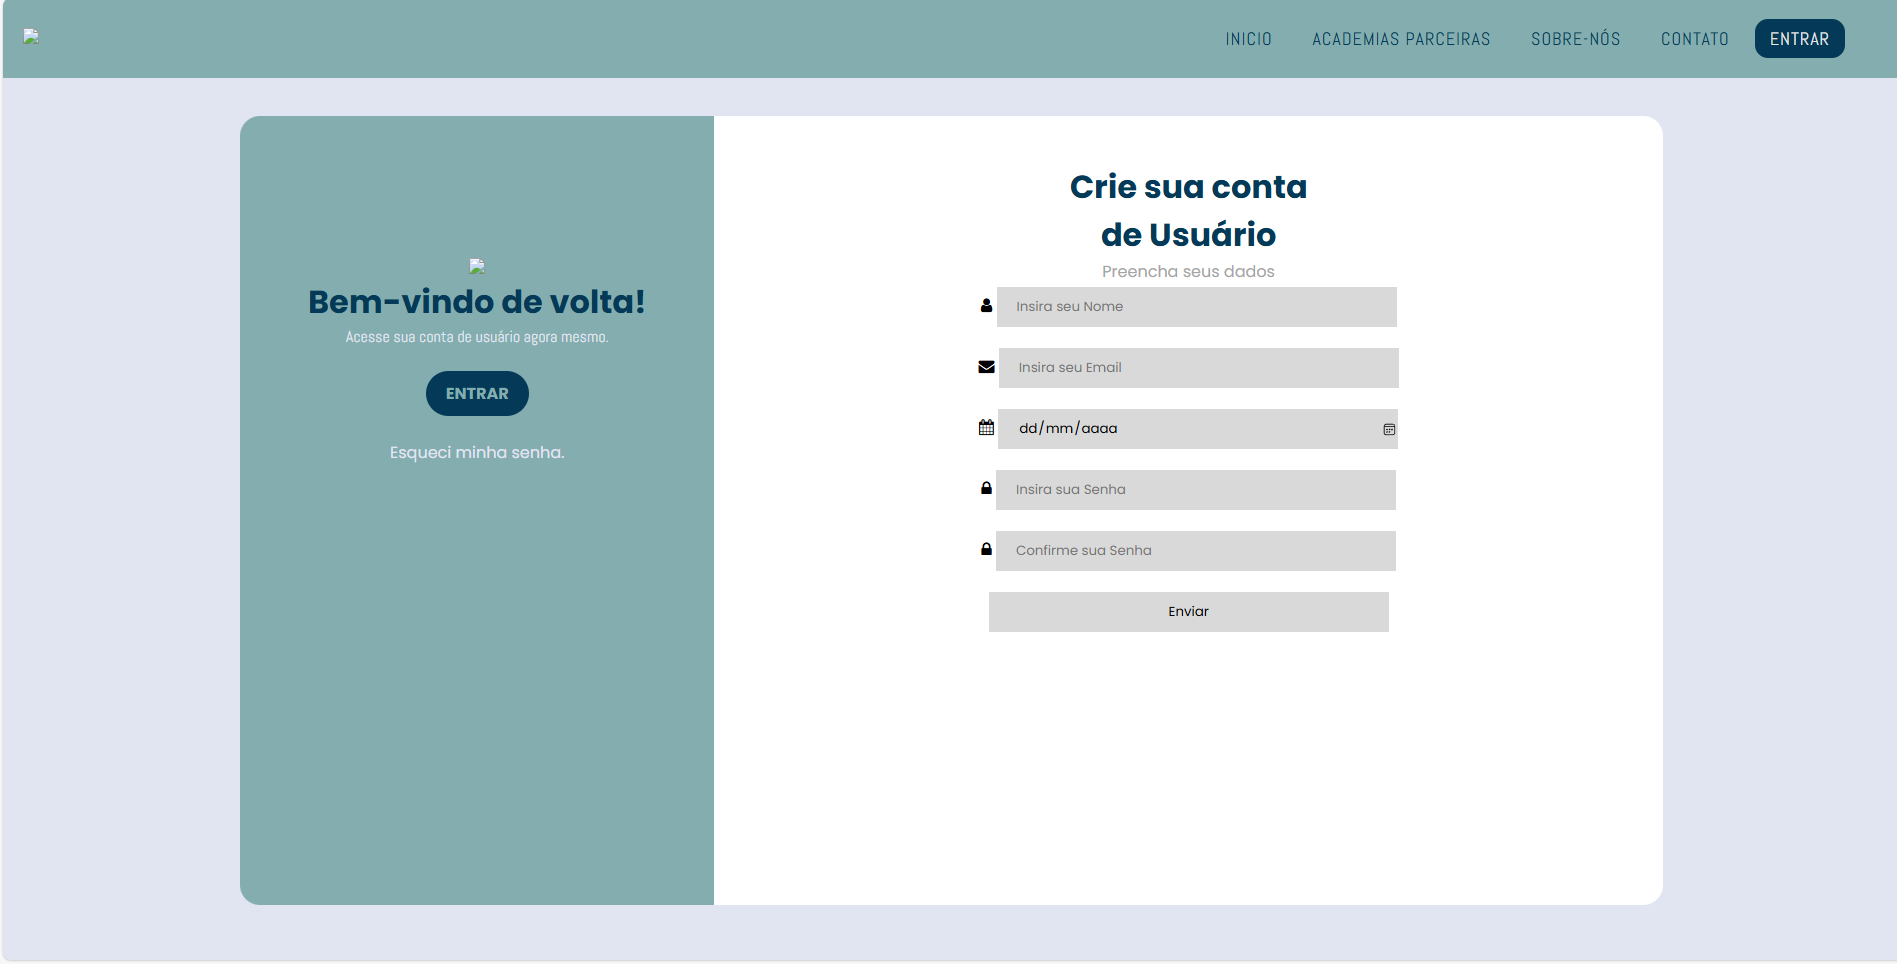 INICIO ACADEMIAS PARCEIRAS SOBRE-NÓS CONTATO ENTRAR
Bem-vindo de volta!
Acesse sua conta de usuário agora mesmo.
ENTRAR
Esqueci minha senha.
Crie sua conta
de Usuário
Preencha seus dados
Insira seu Nome
Insira seu Email
dd/mm/aaaa
Insira sua Senha
Confirme sua Senha
Enviar